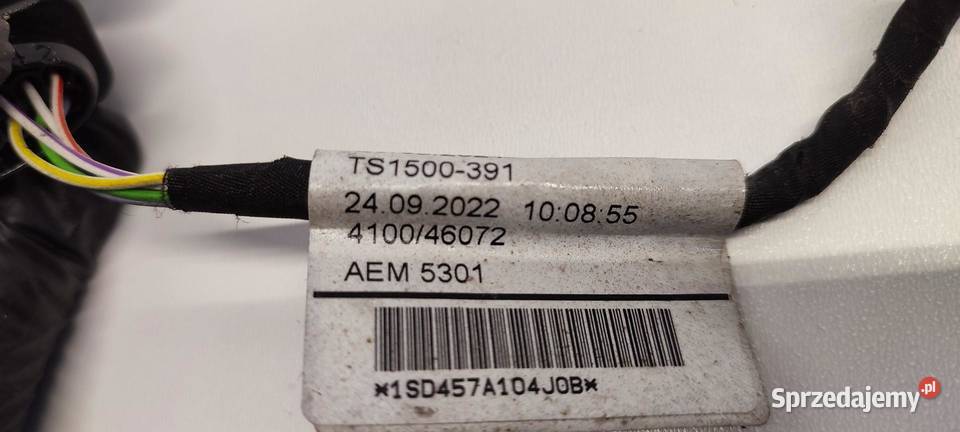 TS1500-391
24.09.2022 10:08:55
4100/46072
AEM 5301
*1SD457A104J0B*
Sprzedajemy.pl